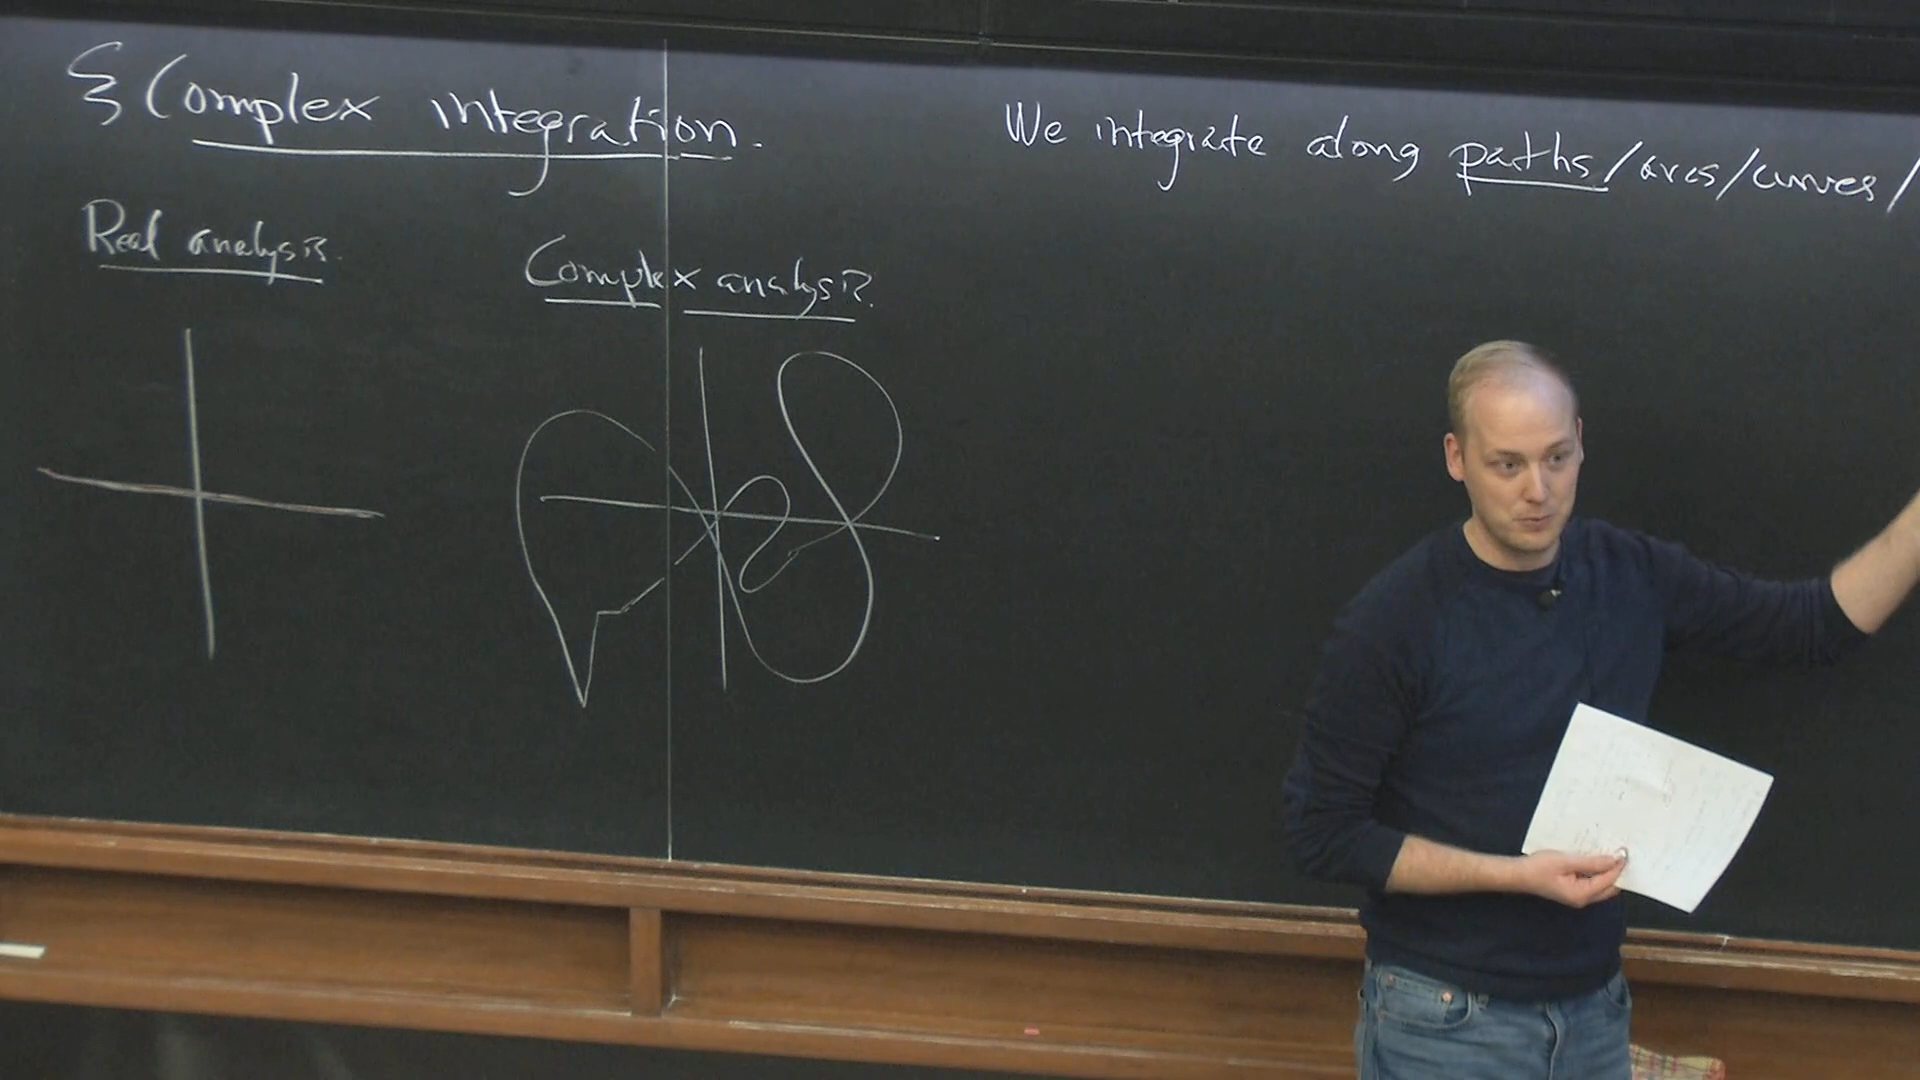 § Complex integration.
Real analysis.
Complex analysis.
We integrate along paths/arcs/curves/